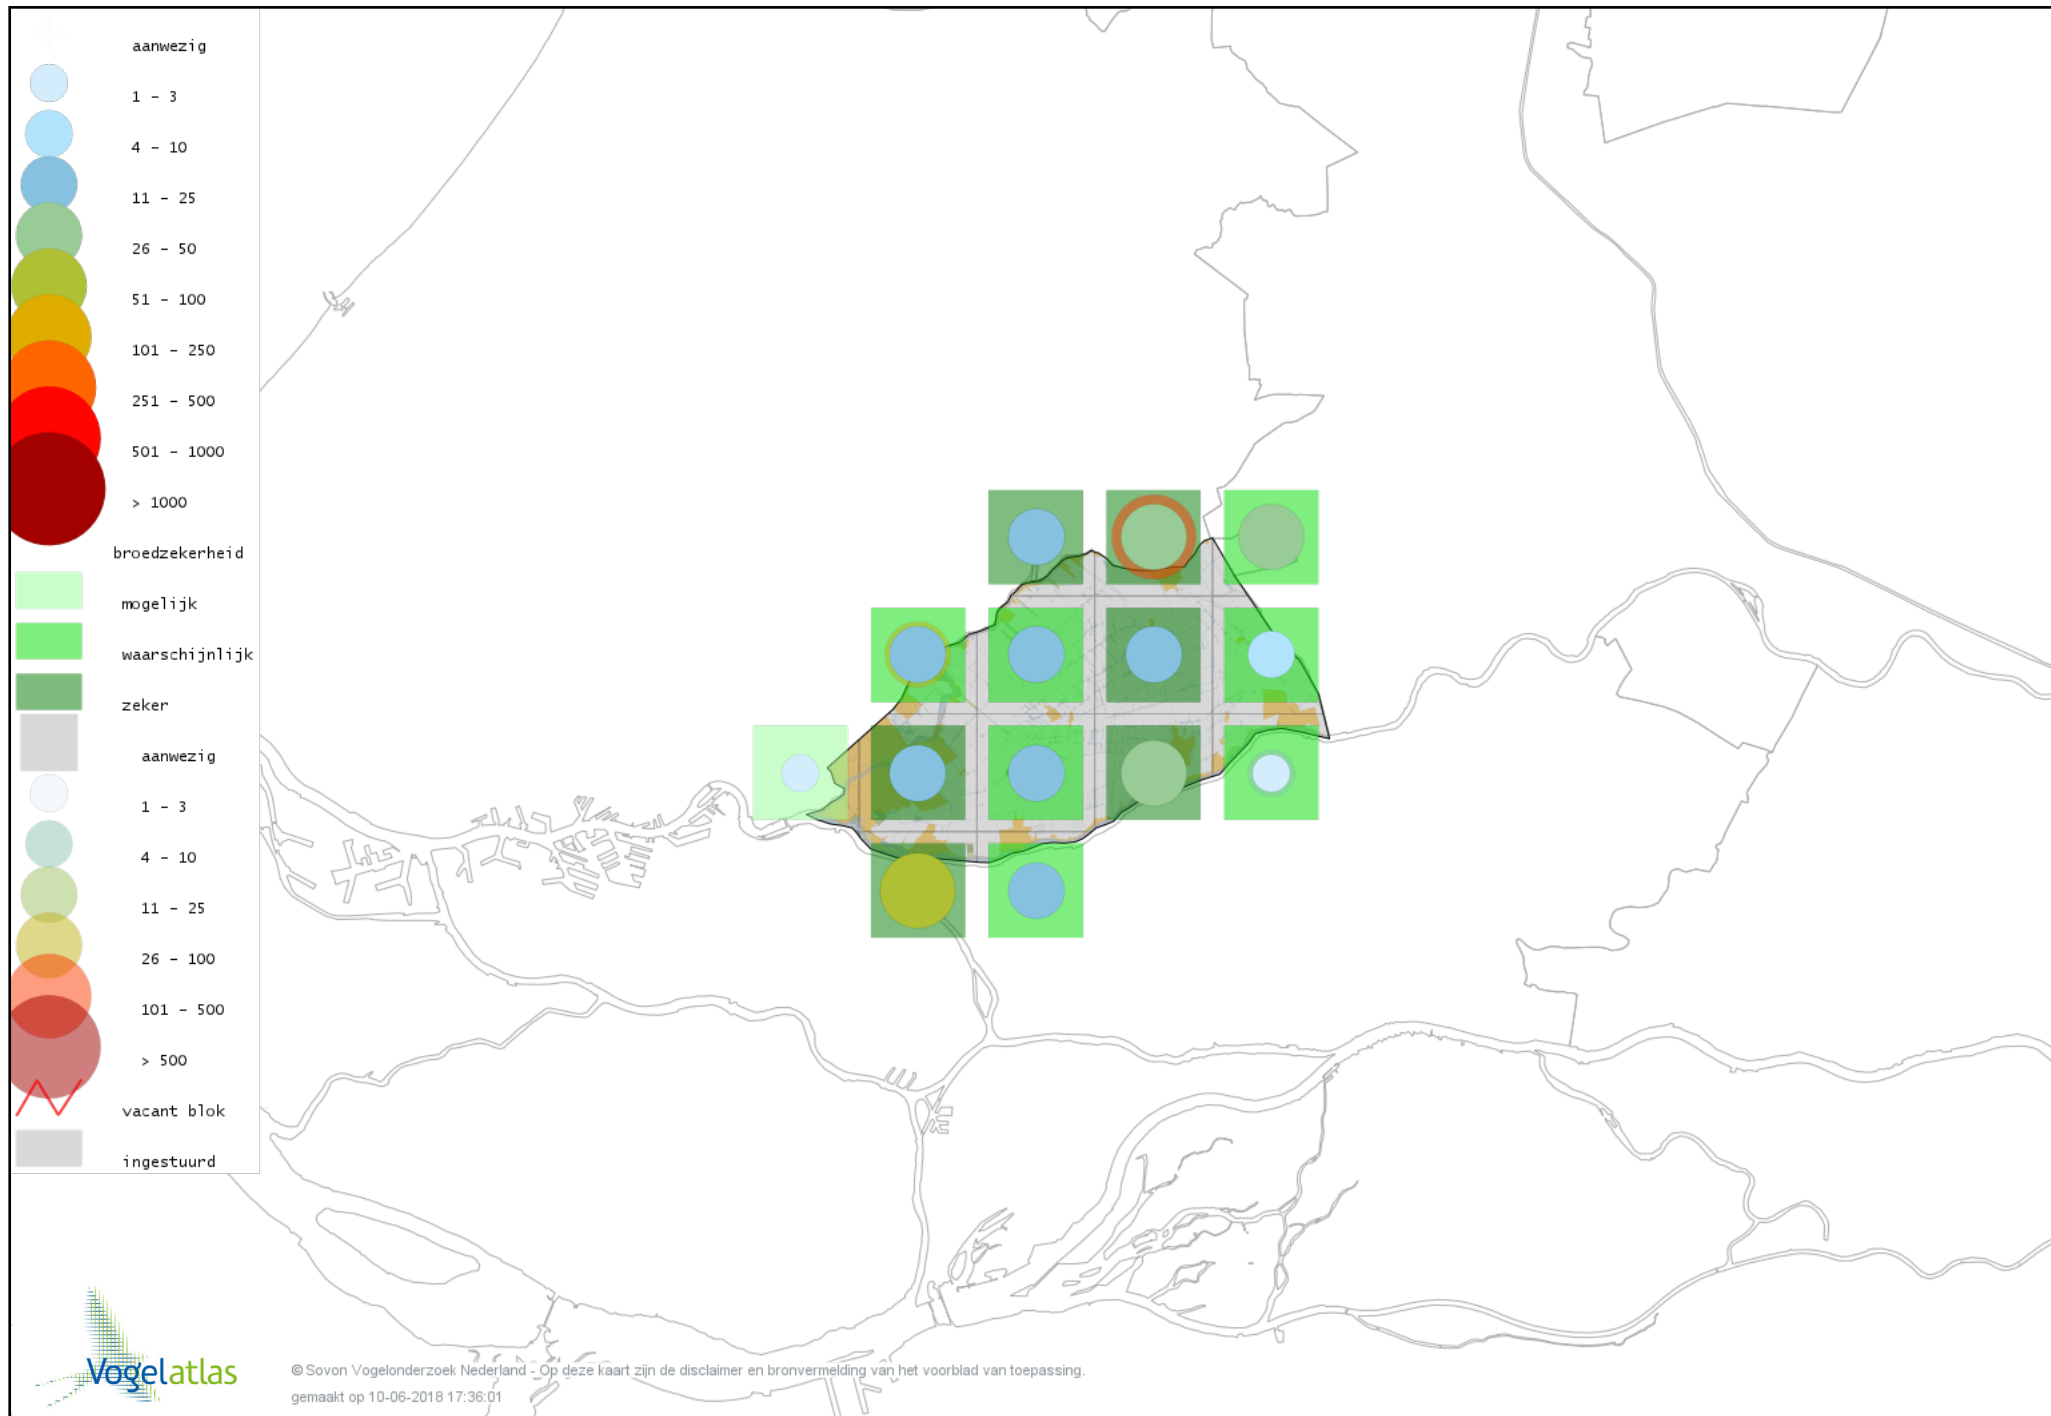 aanwezig
1 - 3
4 - 10
11 - 25
26 - 50
51 - 100
101 - 250
251 - 500
501 - 1000
> 1000
broedzekerheid
mogelijk
waarschijnlijk
zeker
aanwezig
1 - 3
4 - 10
11 - 25
26 - 100
101 - 500
> 500
vacant blok
ingestuurd
Vogelatlas
© Sovon Vogelonderzoek Nederland - Op deze kaart zijn de disclaimer en bronvermelding van het voorblad van toepassing.
gemaakt op 10-06-2018 17:36:01